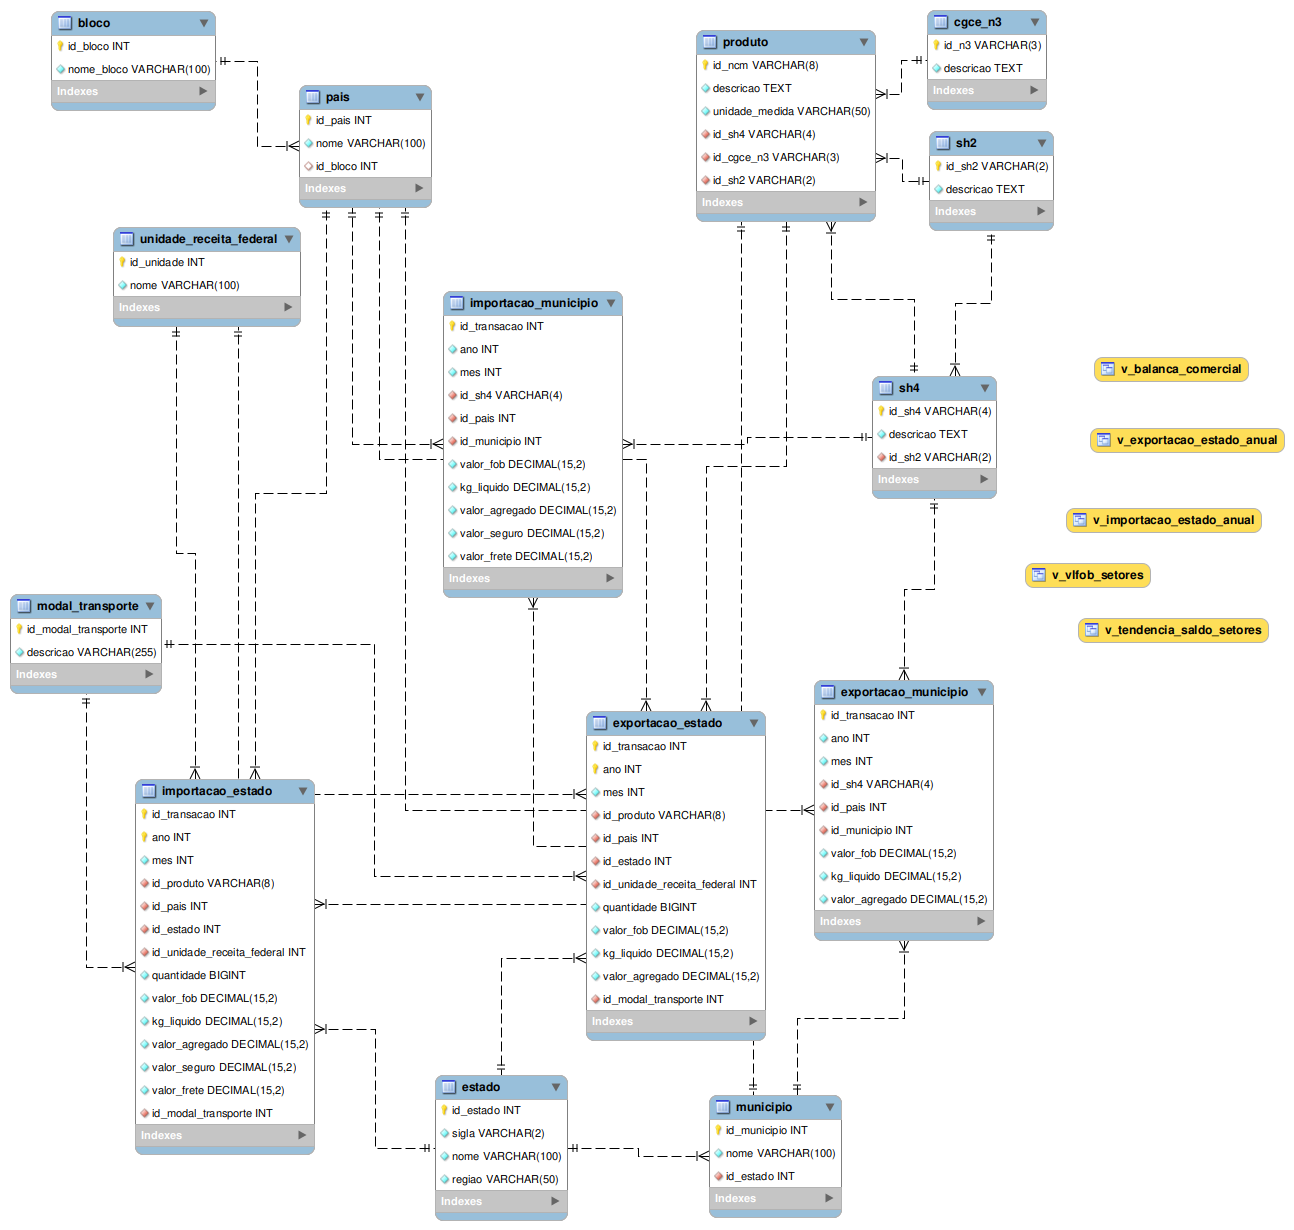 bloco
id_bloco INT
nome_bloco VARCHAR(100)
Indexes
pais
id_pais INT
nome VARCHAR(100)
id_bloco INT
Indexes
produto
id_ncm VARCHAR(8)
descricao TEXT
unidade_medida VARCHAR(50)
id_sh4 VARCHAR(4)
id_cgce_n3 VARCHAR(3)
id_sh2 VARCHAR(2)
Indexes
cgce_n3
id_n3 VARCHAR(3)
descricao TEXT
Indexes
sh2
id_sh2 VARCHAR(2)
descricao TEXT
Indexes
unidade_receita_federal
id_unidade INT
nome VARCHAR(100)
Indexes
importacao_municipio
id_transacao INT
ano INT
mes INT
id_sh4 VARCHAR(4)
id_pais INT
id_municipio INT
valor_fob DECIMAL(15,2)
kg_liquido DECIMAL(15,2)
valor_agregado DECIMAL(15,2)
valor_seguro DECIMAL(15,2)
valor_frete DECIMAL(15,2)
Indexes
sh4
id_sh4 VARCHAR(4)
descricao TEXT
id_sh2 VARCHAR(2)
Indexes
v_balanca_comercial
v_exportacao_estado_anual
v_importacao_estado_anual
v_vlfob_setores
v_tendencia_saldo_setores
modal_transporte
id_modal_transporte INT
descricao VARCHAR(255)
Indexes
exportacao_municipio
id_transacao INT
ano INT
mes INT
id_sh4 VARCHAR(4)
id_pais INT
id_municipio INT
valor_fob DECIMAL(15,2)
kg_liquido DECIMAL(15,2)
valor_agregado DECIMAL(15,2)
Indexes
exportacao_estado
id_transacao INT
ano INT
mes INT
id_produto VARCHAR(8)
id_pais INT
id_estado INT
id_unidade_receita_federal INT
quantidade BIGINT
valor_fob DECIMAL(15,2)
kg_liquido DECIMAL(15,2)
valor_agregado DECIMAL(15,2)
id_modal_transporte INT
Indexes
importacao_estado
id_transacao INT
ano INT
mes INT
id_produto VARCHAR(8)
id_pais INT
id_estado INT
id_unidade_receita_federal INT
quantidade BIGINT
valor_fob DECIMAL(15,2)
kg_liquido DECIMAL(15,2)
valor_agregado DECIMAL(15,2)
valor_seguro DECIMAL(15,2)
valor_frete DECIMAL(15,2)
id_modal_transporte INT
Indexes
estado
id_estado INT
sigla VARCHAR(2)
nome VARCHAR(100)
regiao VARCHAR(50)
Indexes
municipio
id_municipio INT
nome VARCHAR(100)
id_estado INT
Indexes